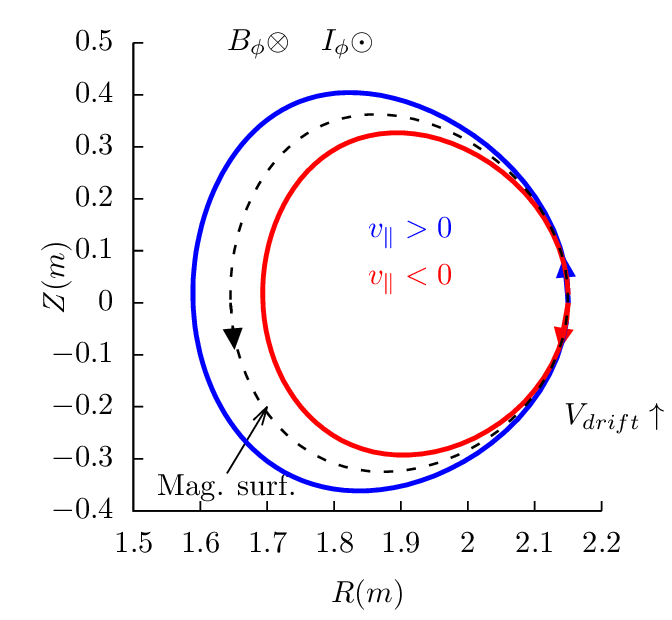 B_ϕ⊗ I_ϕ⊙
0.5
0.4
0.3
0.2
0.1
0
−0.1
−0.2
−0.3
−0.4
Z(m)
v_∥ > 0
v_∥ < 0
V_drift ↑
Mag. surf.
1.5 1.6 1.7 1.8 1.9 2 2.1 2.2
R(m)